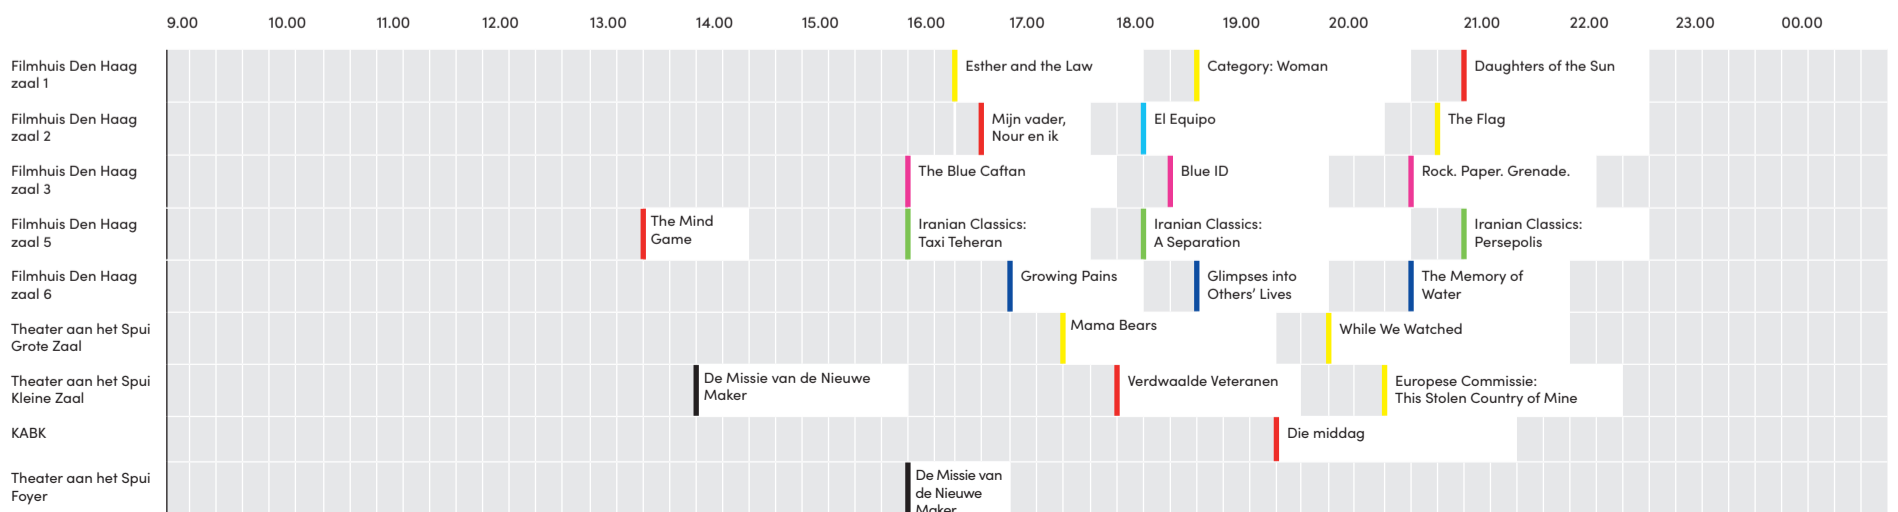 9.00 10.00 11.00 12.00 13.00 14.00 15.00 16.00 17.00 18.00 19.00 20.00 21.00 22.00 23.00 00.00
Filmhuis Den Haag
zaal 1
Esther and the Law
Category: Woman
Daughters of the Sun
Filmhuis Den Haag
zaal 2
Mijn vader,
Nour en ik
El Equipo
The Flag
Filmhuis Den Haag
zaal 3
The Blue Caftan
Blue ID
Rock. Paper. Grenade.
Filmhuis Den Haag
zaal 5
The Mind
Game
Iranian Classics:
Taxi Teheran
Iranian Classics:
A Separation
Iranian Classics:
Persepolis
Filmhuis Den Haag
zaal 6
Growing Pains
Glimpses into
Others’ Lives
The Memory of
Water
Theater aan het Spui
Grote Zaal
Mama Bears
While We Watched
Theater aan het Spui
Kleine Zaal
De Missie van de Nieuwe
Maker
Verdwaalde Veteranen
Europese Commissie:
This Stolen Country of Mine
KABK
Die middag
Theater aan het Spui
Foyer
De Missie van
de Nieuwe
Maker